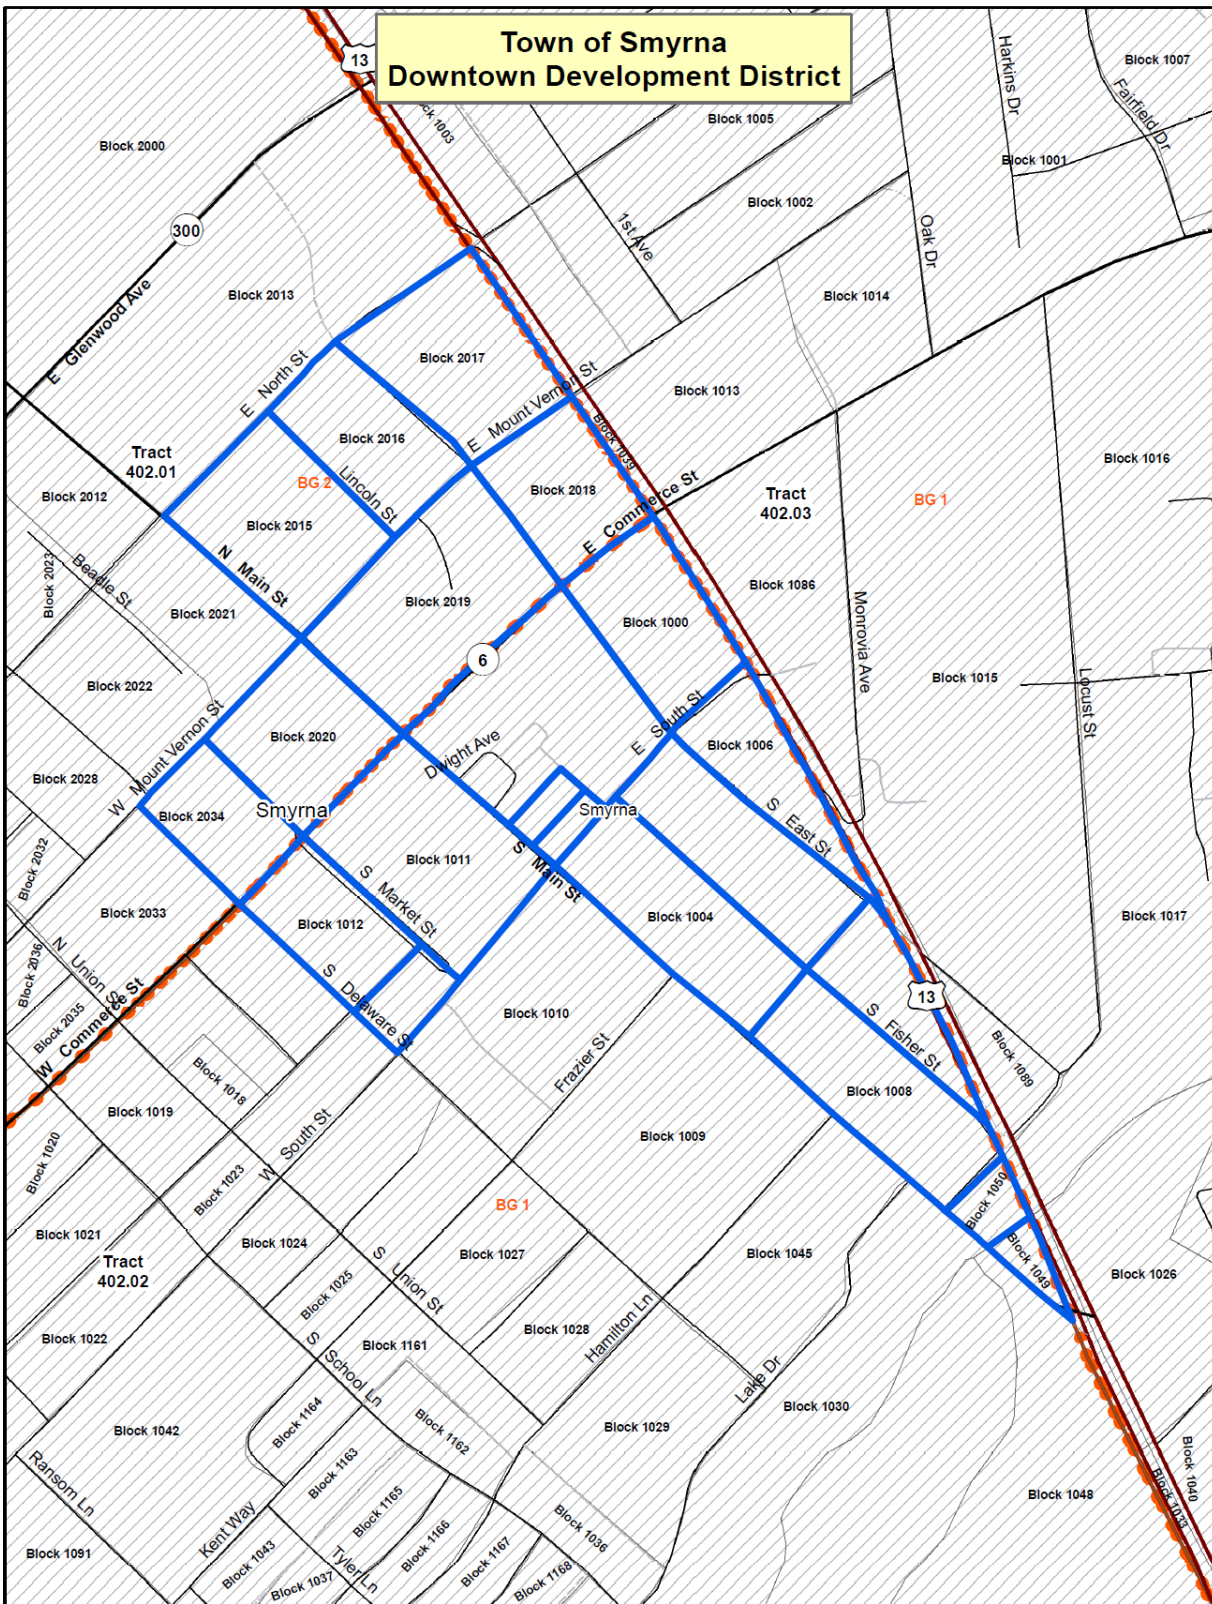 Town of Smyrna
Downtown Development District
13
Block 1003
Block 1005
Harkins Dr
Block 1007
Fairfield Dr
Block 2000
Block 1001
Block 1002
300
1st Ave
Oak Dr
Block 2013
Block 1014
E Glenwood Ave
E North St
Block 2017
E Mount Vernon St
Block 1013
Block 2016
Block 1039
Tract
402.01
BG 2
Lincoln St
Block 2012
Block 2018
E Commerce St
Tract
402.03
BG 1
Block 1016
Block 2015
N Main St
Block 2023
Beadle St
Block 2021
Block 2019
Block 1000
Block 1086
Monrovia Ave
6
Block 2022
Block 1015
Locust St
W Mount Vernon St
Block 2020
Dwight Ave
E South St
Block 1006
Block 2028
Block 2034
Smyrna
Smyrna
S East St
Block 2032
Block 1011
S Main St
S Market St
Block 2033
Block 1012
Block 1004
Block 1017
N Union St
Block 2036
S Delaware St
13
Block 2035
W Commerce St
Block 1010
Frazier St
S Fisher St
Block 1089
Block 1018
Block 1019
Block 1008
Block 1020
W South St
Block 1009
Block 1023
Block 1050
BG 1
Block 1021
Block 1024
Block 1027
Block 1045
Block 1049
Tract
402.02
S Union St
Block 1025
Block 1026
Block 1022
Block 1028
Hamilton Ln
Block 1161
S School Ln
Lake Dr
Block 1164
Block 1030
Block 1042
Block 1162
Block 1029
Ransom Ln
Block 1163
Block 1040
Block 1048
Block 1033
Block 1165
Kent Way
Block 1036
Block 1166
Block 1091
Block 1043
Block 1167
Tyler Ln
Block 1037
Block 1168